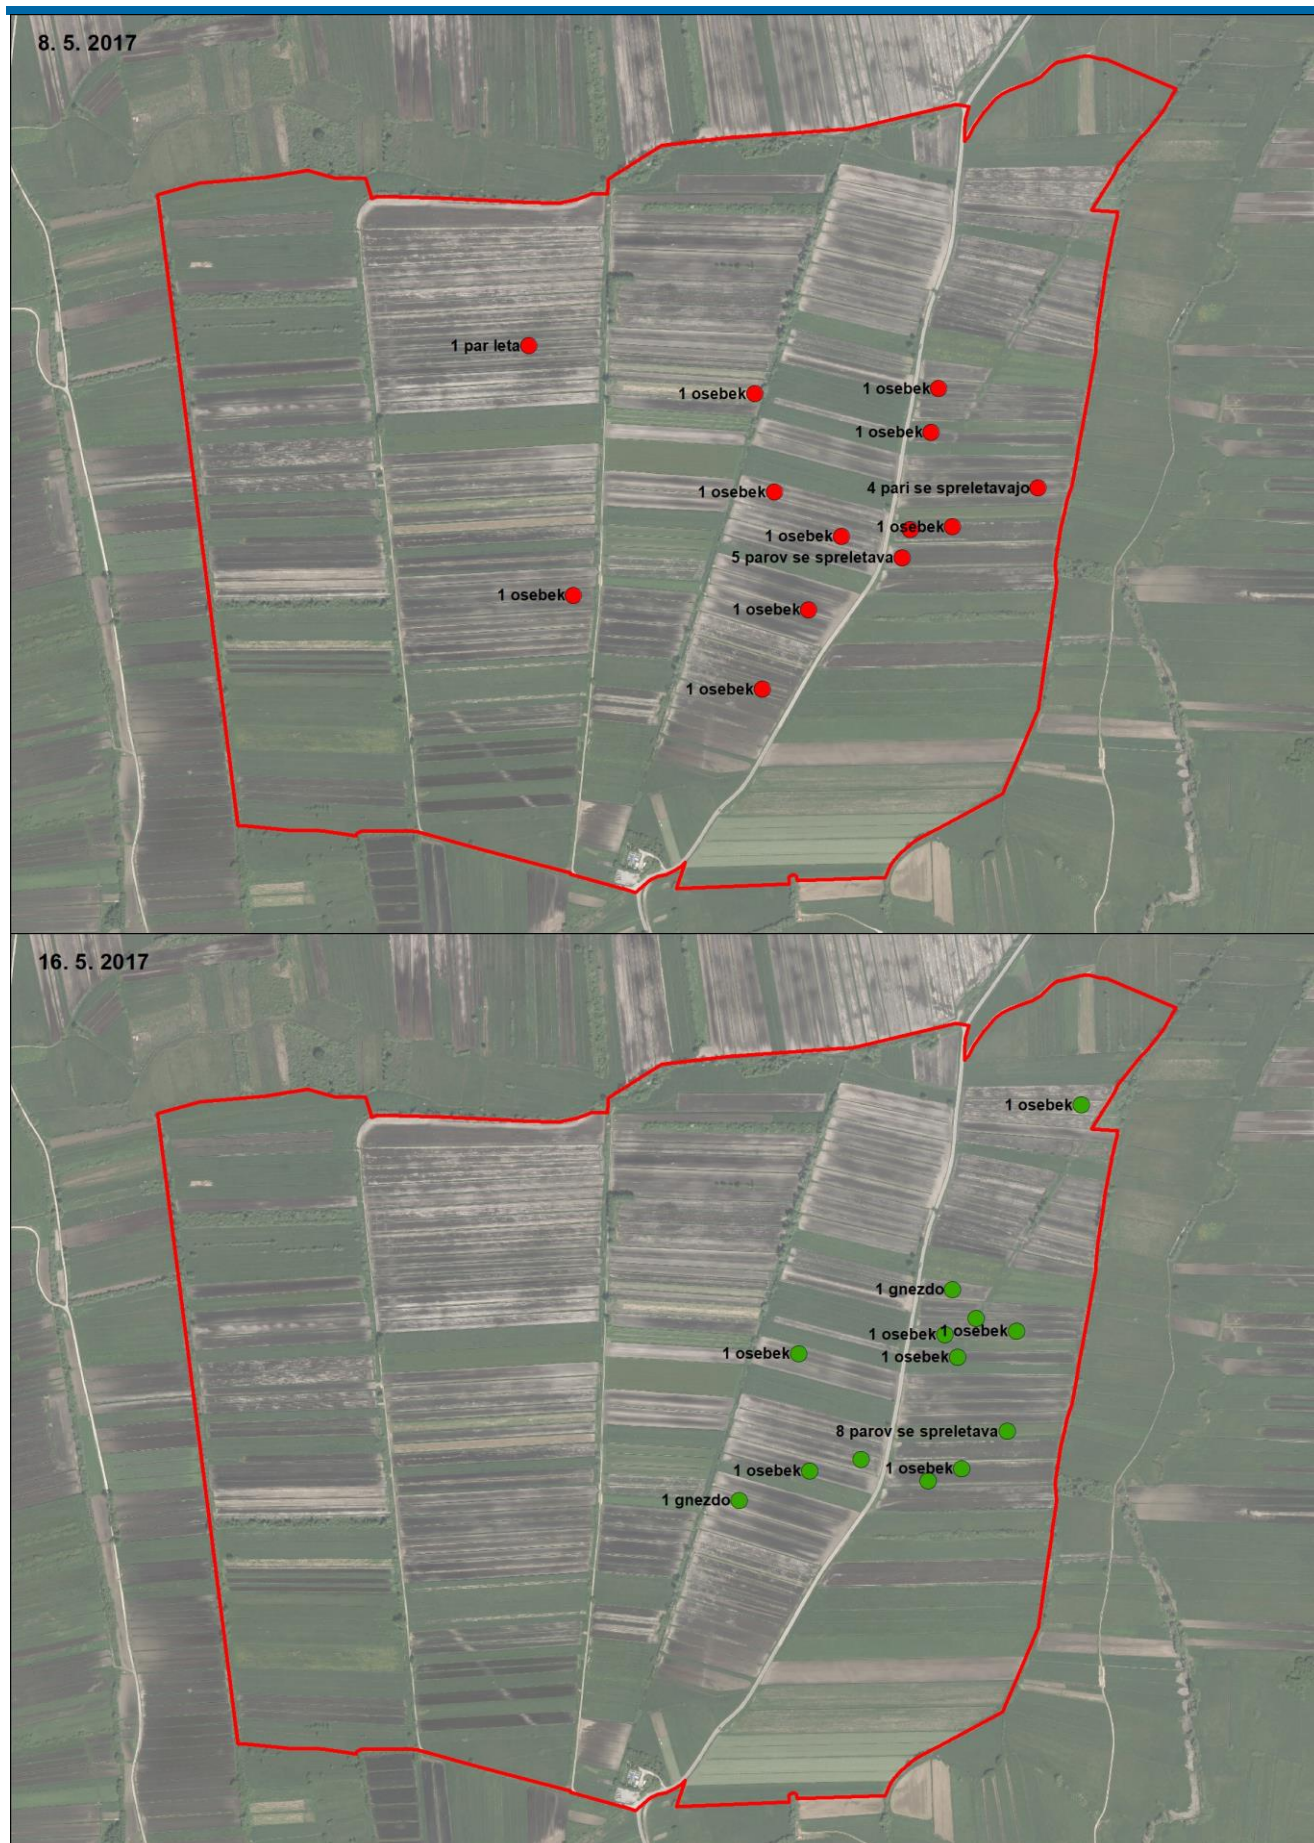 8. 5. 2017
1 par leta
1 osebek
1 osebek
1 osebek
4 pari se spreletavajo
1 osebek
1 osebek
1 osebek
5 parov se spreletava
1 osebek
1 osebek
1 osebek
16. 5. 2017
1 osebek
1 gnezdo
1 osebek
1 osebek
1 osebek
1 osebek
8 parov se spreletava
1 osebek
1 osebek
1 gnezdo